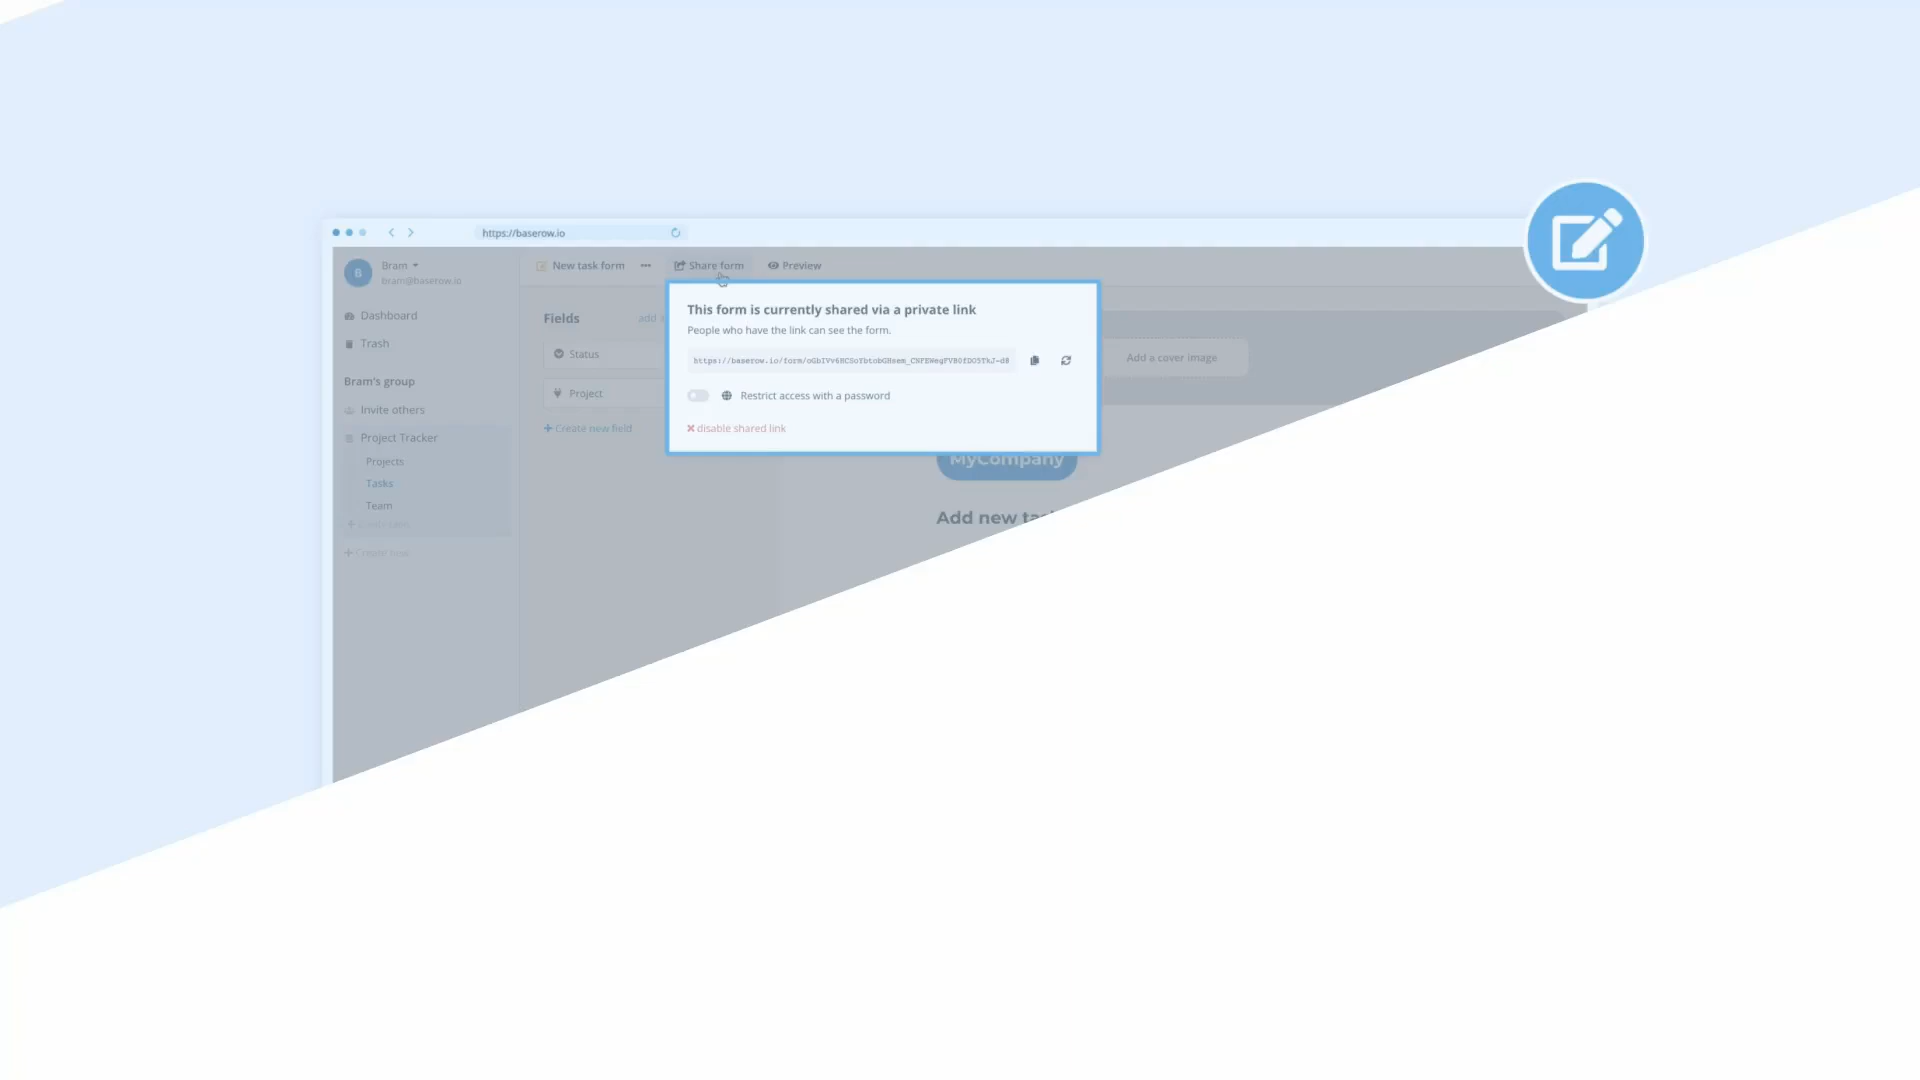 https://baserow.io
B
Bram
bram@baserow.io
Dashboard
Trash
Bram's group
Invite others
Project Tracker
Projects
Tasks
Team
New task form
Share form
Preview
Fields
add
Status
Project
Create new field
This form is currently shared via a private link
People who have the link can see the form.
Restrict access with a password
disable shared link
Add a cover image
MyCompany
Add new